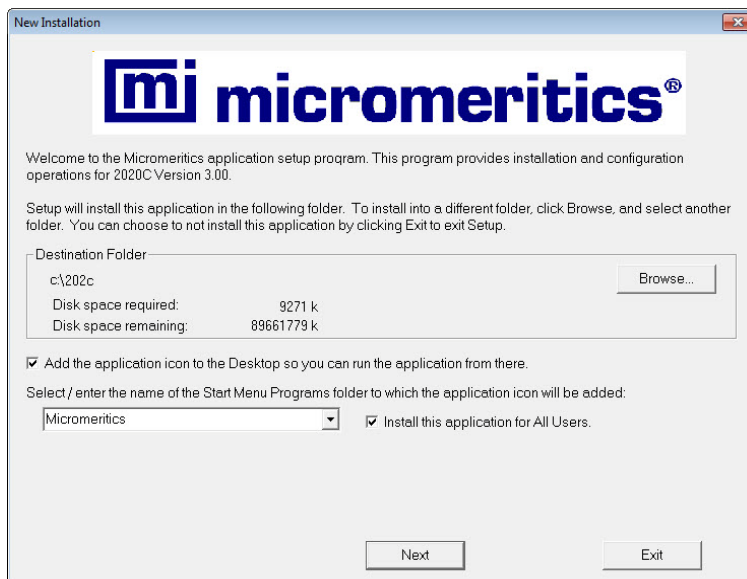 New Installation
mi micromeritics®
Welcome to the Micromeritics application setup program. This program provides installation and configuration
operations for 2020C Version 3.00.
Setup will install this application in the following folder. To install into a different folder, click Browse, and select another
folder. You can choose to not install this application by clicking Exit to exit Setup.
Destination Folder
c:\202c
Browse...
Disk space required: 9271 k
Disk space remaining: 89661779 k
Add the application icon to the Desktop so you can run the application from there.
Select / enter the name of the Start Menu Programs folder to which the application icon will be added:
Micromeritics
Install this application for All Users.
Next
Exit